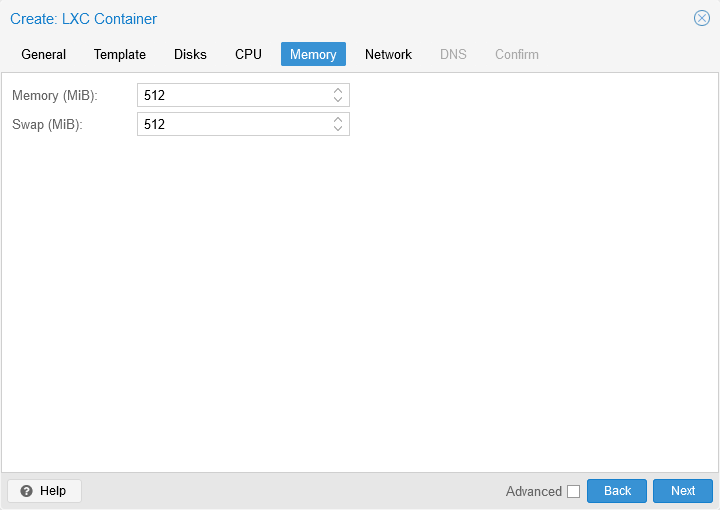 Create: LXC Container
General Template Disks CPU Memory Network DNS Confirm
Memory (MiB): 512
Swap (MiB): 512
Help Advanced Back Next